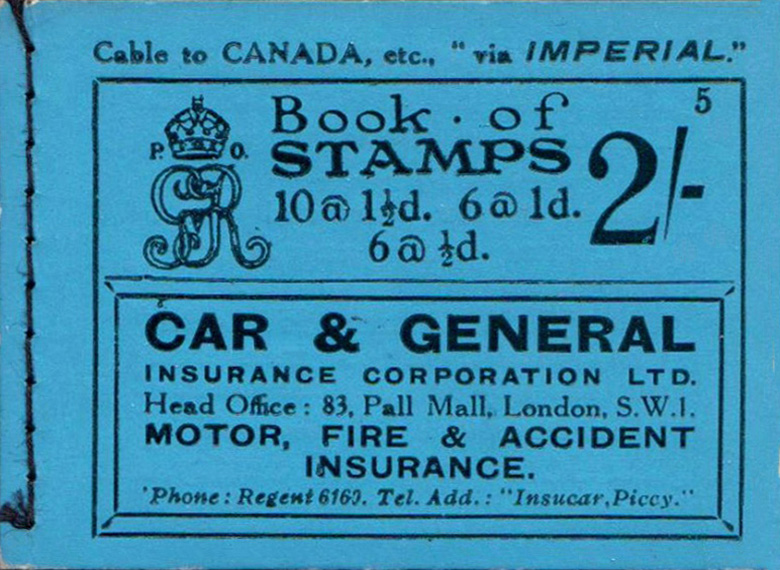 Cable to CANADA, etc., "via IMPERIAL."
5
P. O.
GR
Book · of
STAMPS
2/-
10 @ 1½d. 6 @ 1d.
6 @ ½d.
CAR & GENERAL
INSURANCE CORPORATION LTD.
Head Office: 83, Pall Mall, London, S.W.1.
MOTOR, FIRE & ACCIDENT
INSURANCE.
'Phone: Regent 6160. Tel. Add.: "Insucar, Piccy."